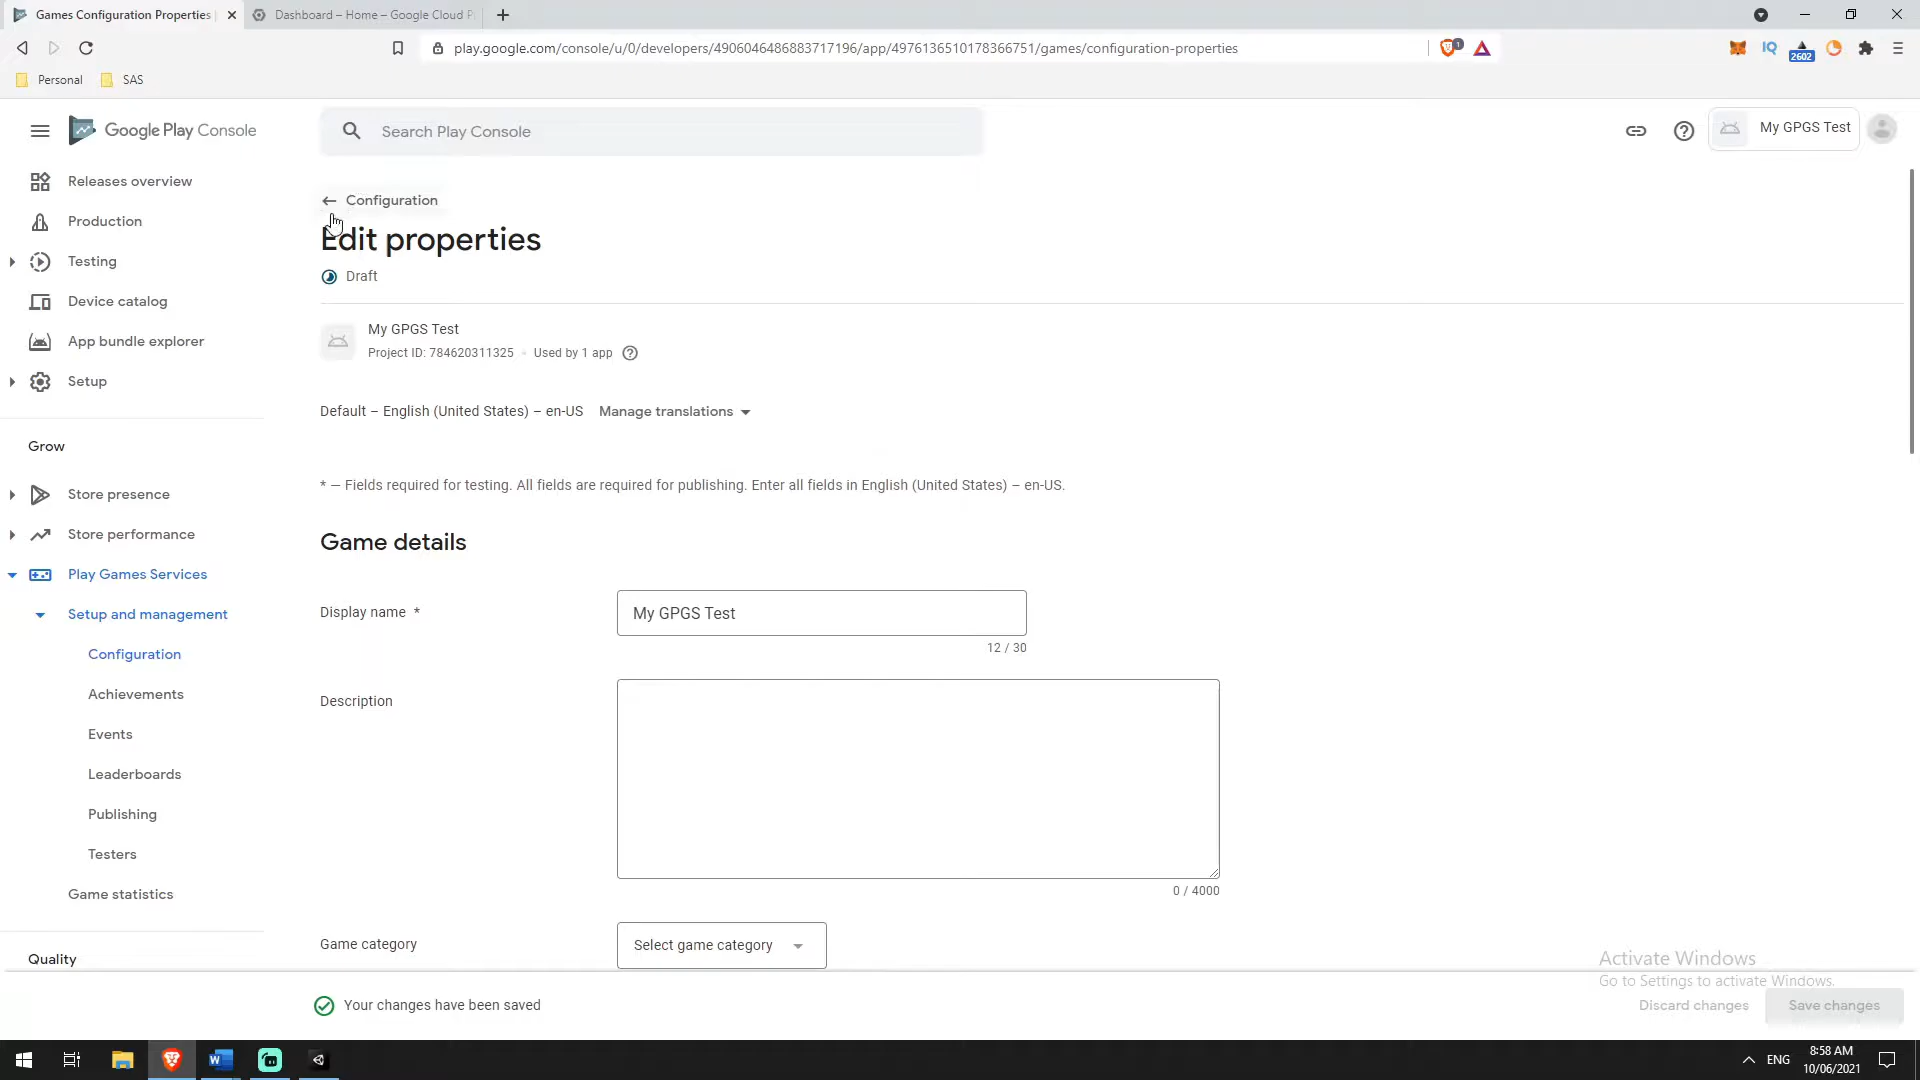 Games Configuration Properties
Dashboard – Home – Google Cloud P
play.google.com/console/u/0/developers/4906046486883717196/app/4976136510178366751/games/configuration-properties
1
IQ
2602
Personal
SAS
Google Play Console
Search Play Console
My GPGS Test
Releases overview
Production
Testing
Device catalog
App bundle explorer
Setup
Grow
Store presence
Store performance
Play Games Services
Setup and management
Configuration
Achievements
Events
Leaderboards
Publishing
Testers
Game statistics
Quality
Configuration
Edit properties
Draft
My GPGS Test
Project ID: 784620311325 • Used by 1 app
Default – English (United States) – en-US Manage translations
* — Fields required for testing. All fields are required for publishing. Enter all fields in English (United States) – en-US.
Game details
Display name *
My GPGS Test
12 / 30
Description
0 / 4000
Game category
Select game category
Activate Windows
Go to Settings to activate Windows.
Your changes have been saved
Discard changes
Save changes
ENG
8:58 AM
10/06/2021